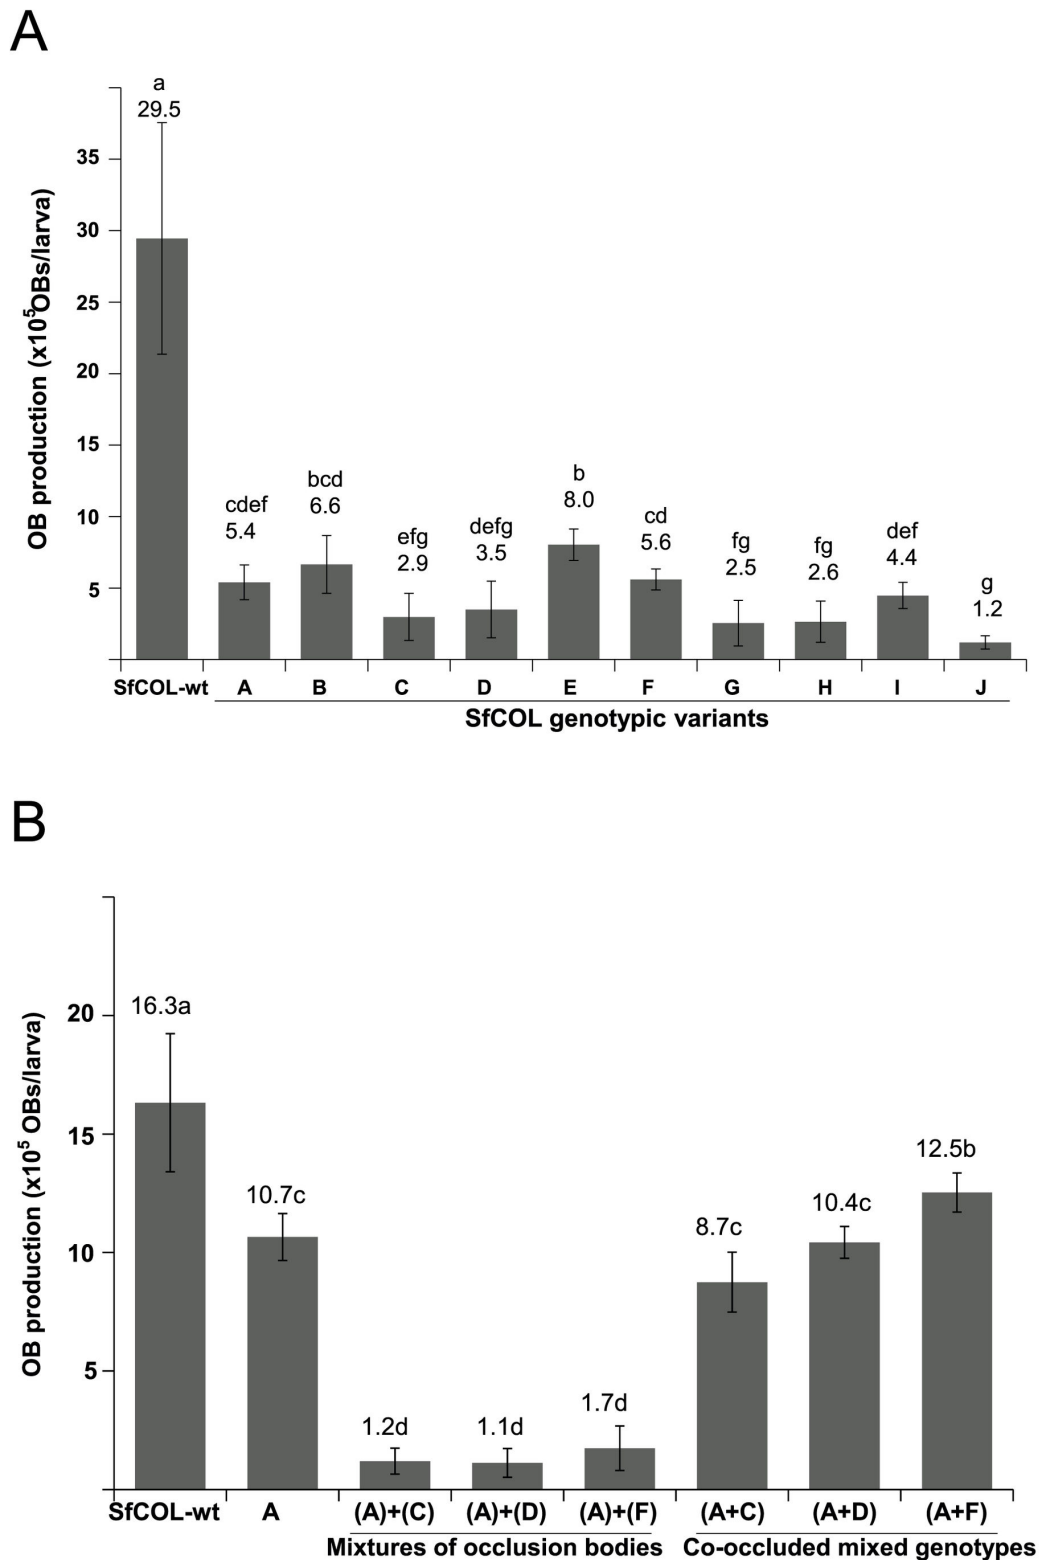 A
a
29.5
35
30
25
20
15
10
5
OB production (x10⁵OBs/larva)
cdef
5.4
bcd
6.6
efg
2.9
defg
3.5
b
8.0
cd
5.6
fg
2.5
fg
2.6
def
4.4
g
1.2
SfCOL-wt A B C D E F G H I J
SfCOL genotypic variants
B
20
15
10
5
OB production (x10⁵ OBs/larva)
16.3a
10.7c
1.2d
1.1d
1.7d
8.7c
10.4c
12.5b
SfCOL-wt A (A)+(C) (A)+(D) (A)+(F) (A+C) (A+D) (A+F)
Mixtures of occlusion bodies Co-occluded mixed genotypes